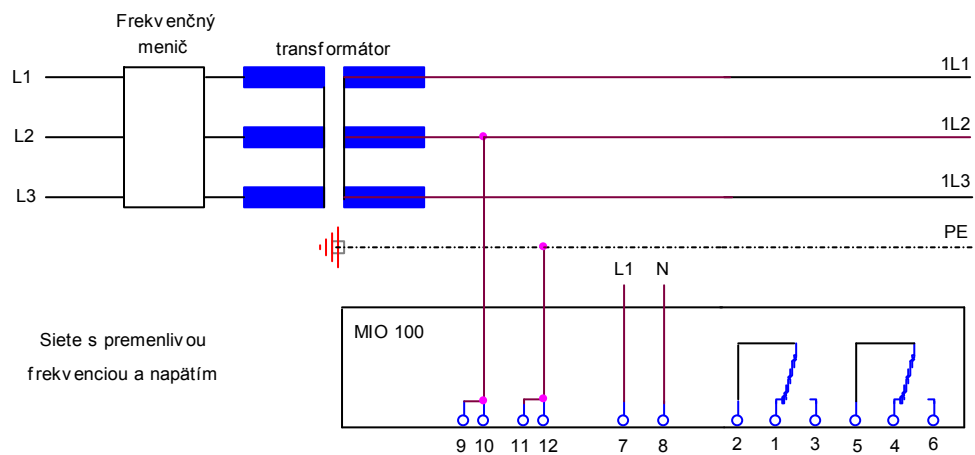 Frekvenčný
menič
transformátor
L1
1L1
L2
1L2
L3
1L3
PE
L1 N
MIO 100
Siete s premenlivou
frekvenciou a napätím
9 10 11 12 7 8 2 1 3 5 4 6